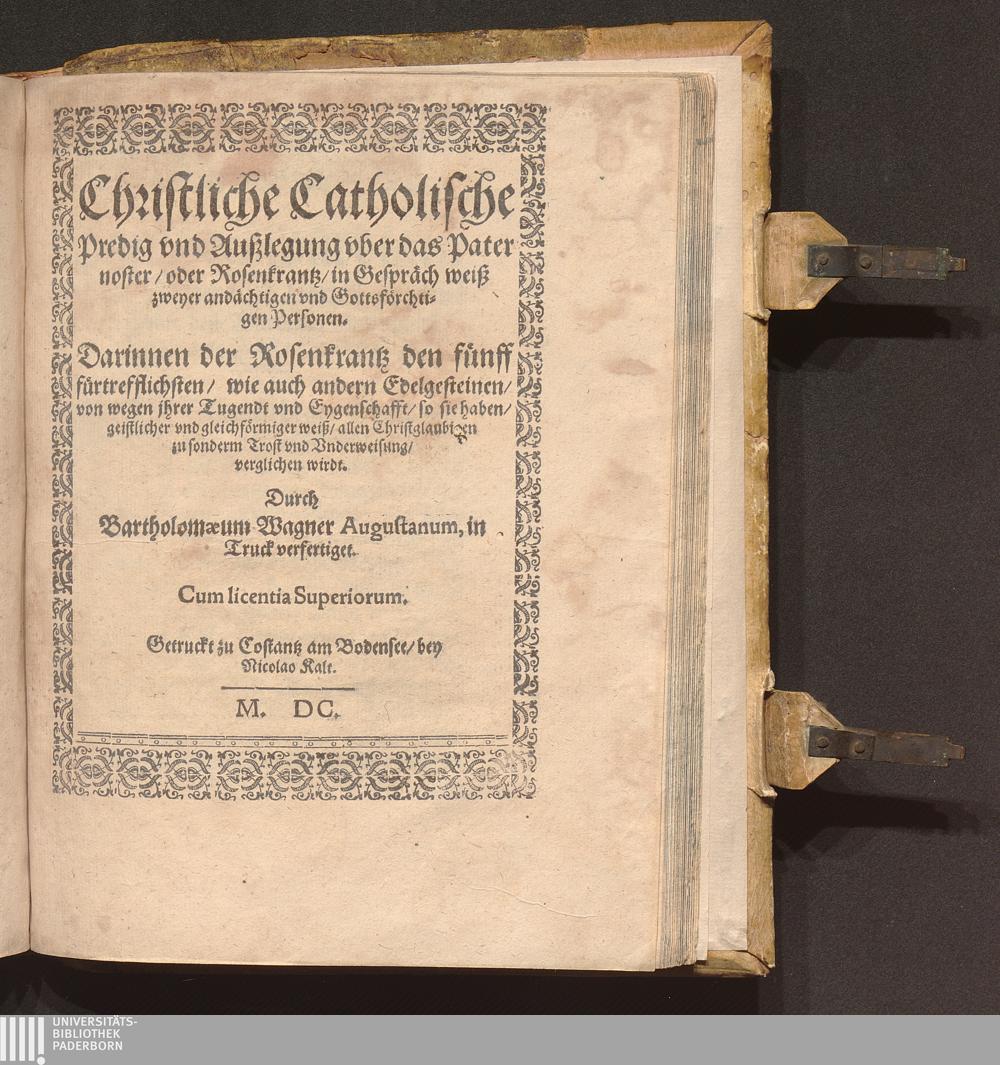 Christliche Catholische
Predig vnd Außlegung vber das Pater
noster/ oder Rosenkrantz/ in Gespräch weiß
zweyer andächtigen vnd Gottsförchti-
gen Personen.
Darinnen der Rosenkrantz den fünff
fürtrefflichsten/ wie auch andern Edelgesteinen/
von wegen jhrer Tugendt vnd Eygenschafft/ so sie haben/
geistlicher vnd gleichförmiger weiß/ allen Christglaubigen
zu sonderm Trost vnd Vnderweisung/
verglichen wirdt.
Durch
Bartholomæum Wagner Augustanum, in
Truck verfertiget.
Cum licentia Superiorum.
Getruckt zu Costantz am Bodensee/ bey
Nicolao Kalt.
M. DC.
UNIVERSITÄTS-
BIBLIOTHEK
PADERBORN